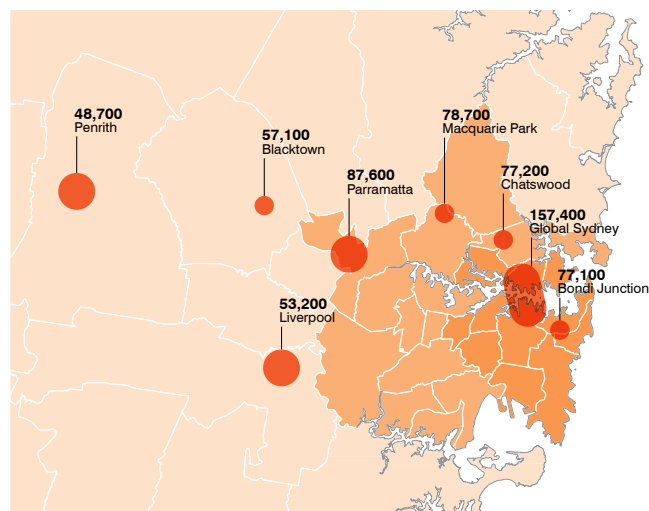 48,700
Penrith
57,100
Blacktown
87,600
Parramatta
78,700
Macquarie Park
77,200
Chatswood
157,400
Global Sydney
77,100
Bondi Junction
53,200
Liverpool